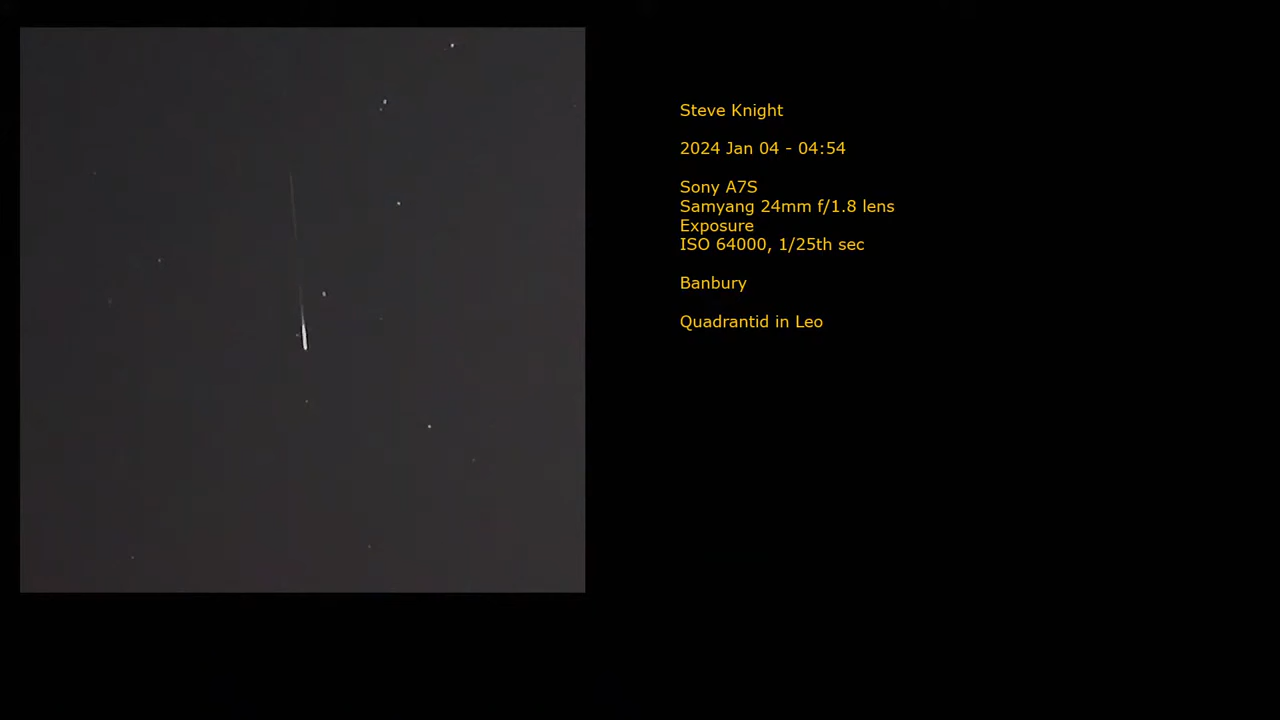 Steve Knight
2024 Jan 04 - 04:54
Sony A7S
Samyang 24mm f/1.8 lens
Exposure
ISO 64000, 1/25th sec
Banbury
Quadrantid in Leo